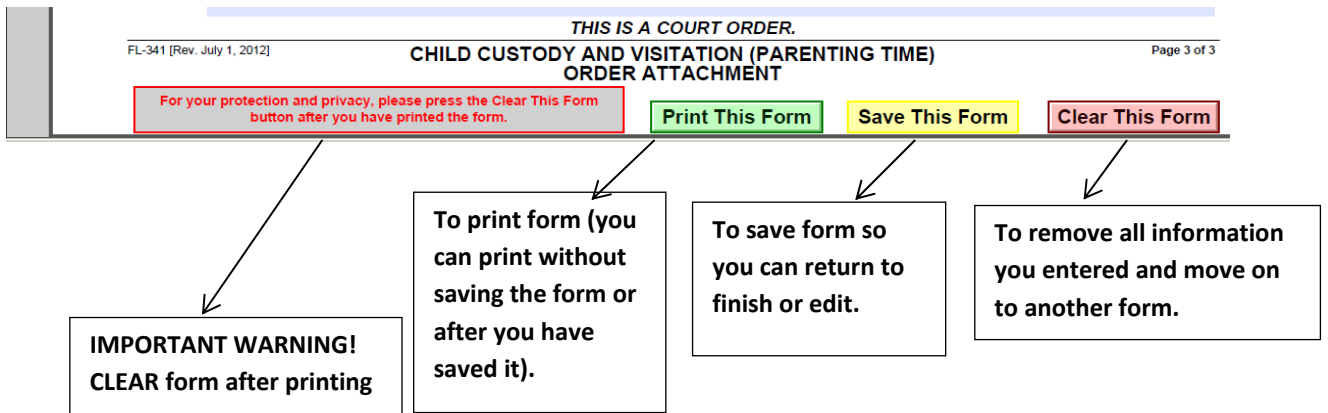 THIS IS A COURT ORDER.
FL-341 [Rev. July 1, 2012]
CHILD CUSTODY AND VISITATION (PARENTING TIME)
ORDER ATTACHMENT
Page 3 of 3
For your protection and privacy, please press the Clear This Form
button after you have printed the form.
Print This Form
Save This Form
Clear This Form
IMPORTANT WARNING!
CLEAR form after printing
To print form (you
can print without
saving the form or
after you have
saved it).
To save form so
you can return to
finish or edit.
To remove all information
you entered and move on
to another form.